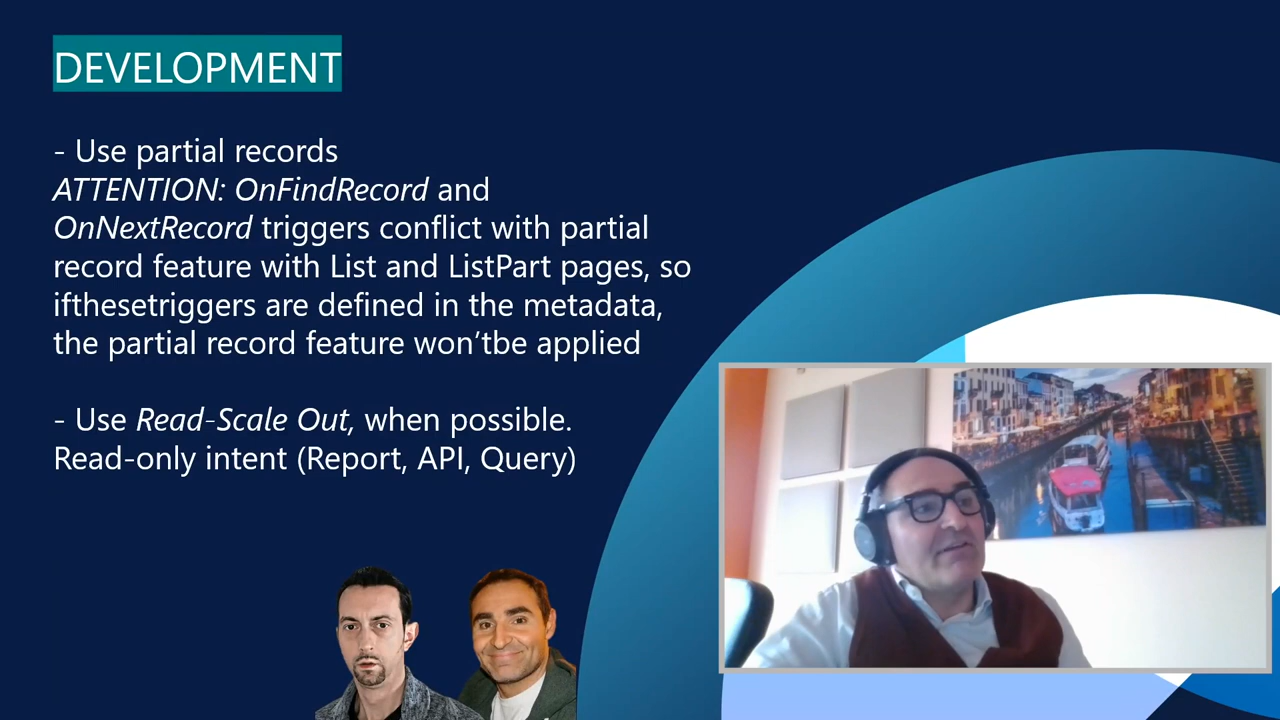 DEVELOPMENT
- Use partial records
ATTENTION: OnFindRecord and
OnNextRecord triggers conflict with partial
record feature with List and ListPart pages, so
ifthesetriggers are defined in the metadata,
the partial record feature won’tbe applied
- Use Read-Scale Out, when possible.
Read-only intent (Report, API, Query)